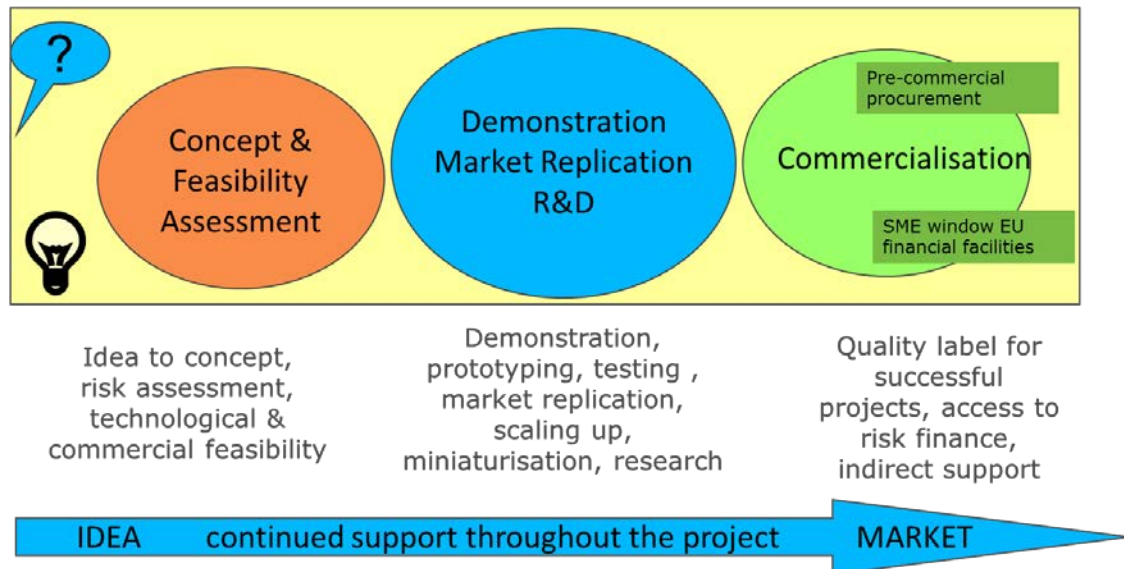 ?
Concept &
Feasibility
Assessment
Demonstration
Market Replication
R&D
Pre-commercial
procurement
Commercialisation
SME window EU
financial facilities
Idea to concept,
risk assessment,
technological &
commercial feasibility
Demonstration,
prototyping, testing ,
market replication,
scaling up,
miniaturisation, research
Quality label for
successful
projects, access to
risk finance,
indirect support
IDEA continued support throughout the project MARKET